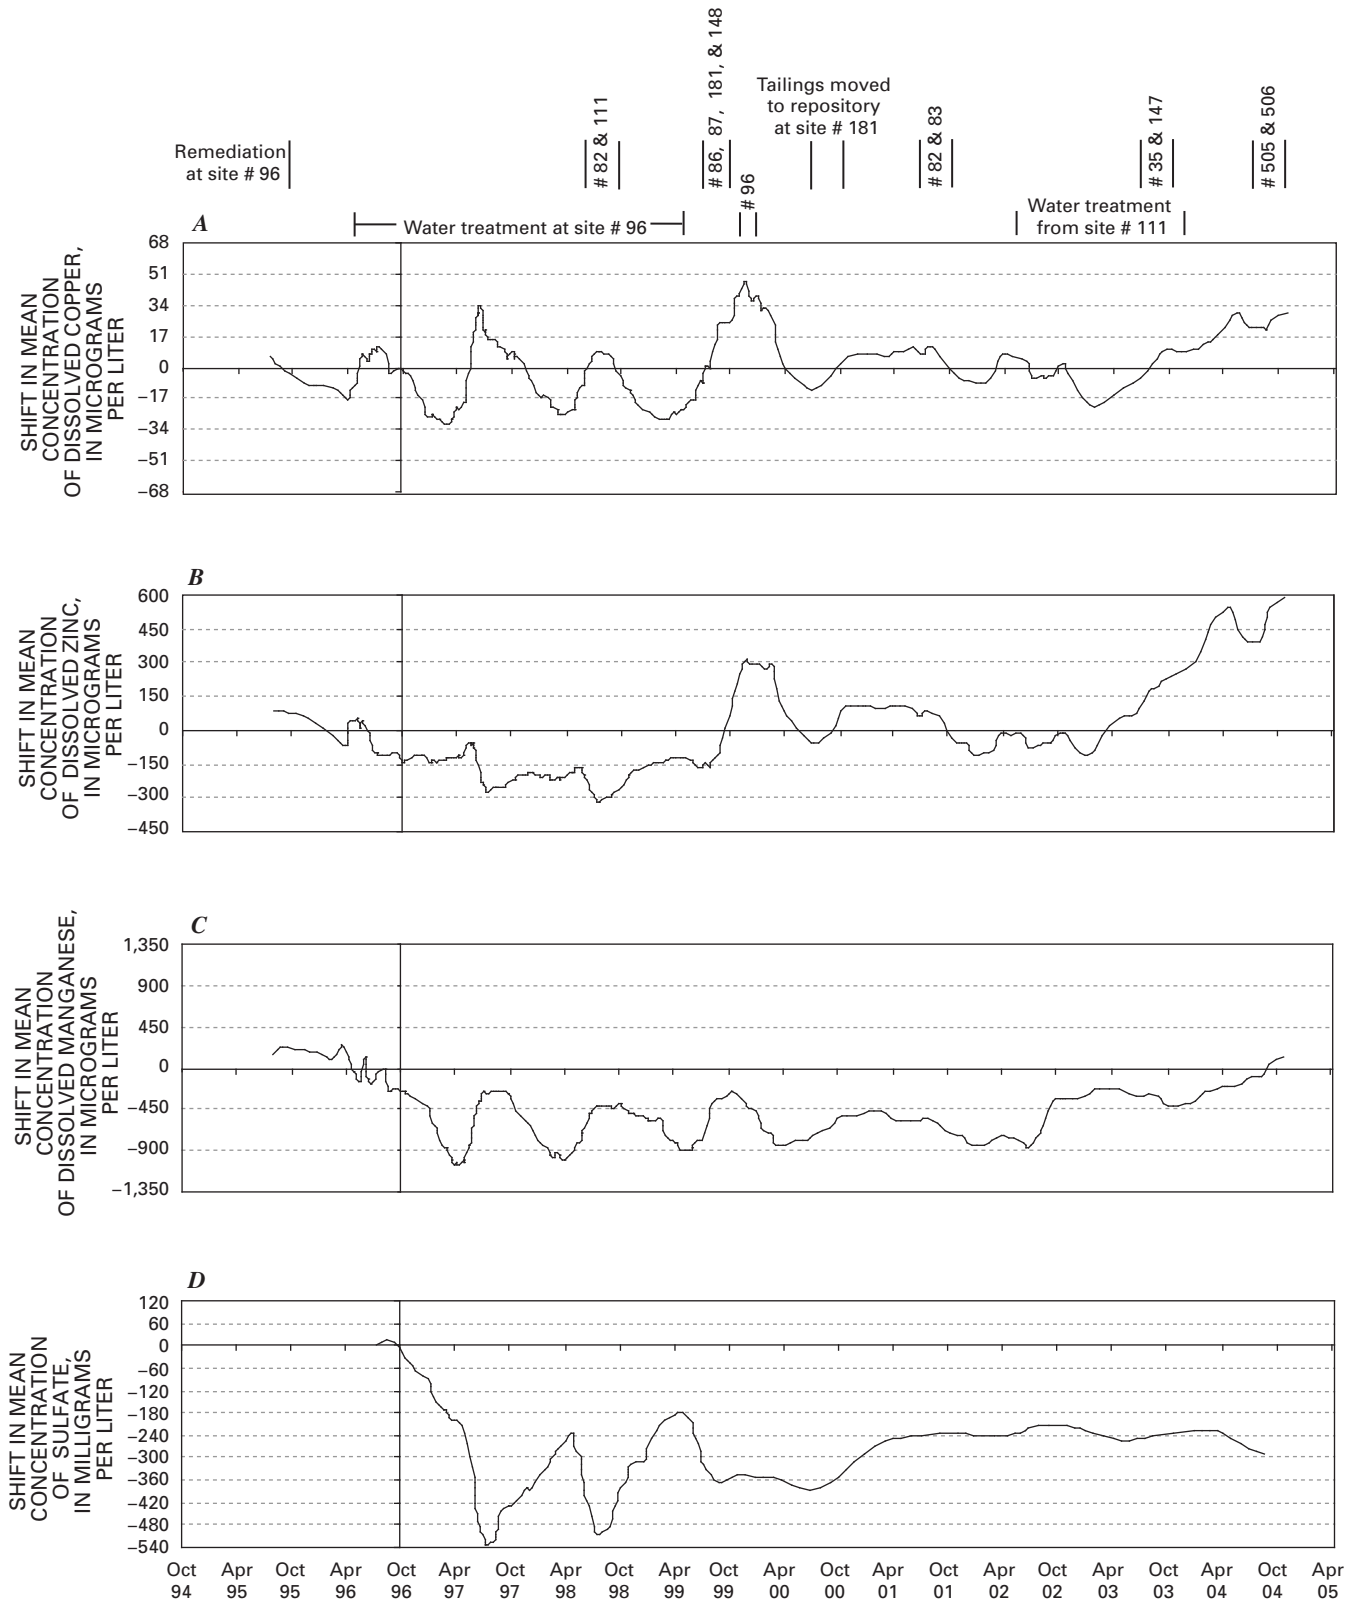 # 86, 87, 181, & 148
Tailings moved
to repository
at site # 181
# 82 & 111
# 82 & 83
# 35 & 147
# 505 & 506
Remediation
at site # 96
# 96
Water treatment at site # 96
Water treatment
from site # 111
A
SHIFT IN MEAN
CONCENTRATION
OF DISSOLVED COPPER,
IN MICROGRAMS
PER LITER
68
51
34
17
0
−17
−34
−51
−68
B
SHIFT IN MEAN
CONCENTRATION
OF DISSOLVED ZINC,
IN MICROGRAMS
PER LITER
600
450
300
150
0
−150
−300
−450
C
SHIFT IN MEAN
CONCENTRATION
OF DISSOLVED MANGANESE,
IN MICROGRAMS
PER LITER
1,350
900
450
0
−450
−900
−1,350
D
SHIFT IN MEAN
CONCENTRATION
OF SULFATE,
IN MILLIGRAMS
PER LITER
120
60
0
−60
−120
−180
−240
−300
−360
−420
−480
−540
Oct Apr Oct Apr Oct Apr Oct Apr Oct Apr Oct Apr Oct Apr Oct Apr Oct Apr Oct Apr Oct Apr
94 95 95 96 96 97 97 98 98 99 99 00 00 01 01 02 02 03 03 04 04 05